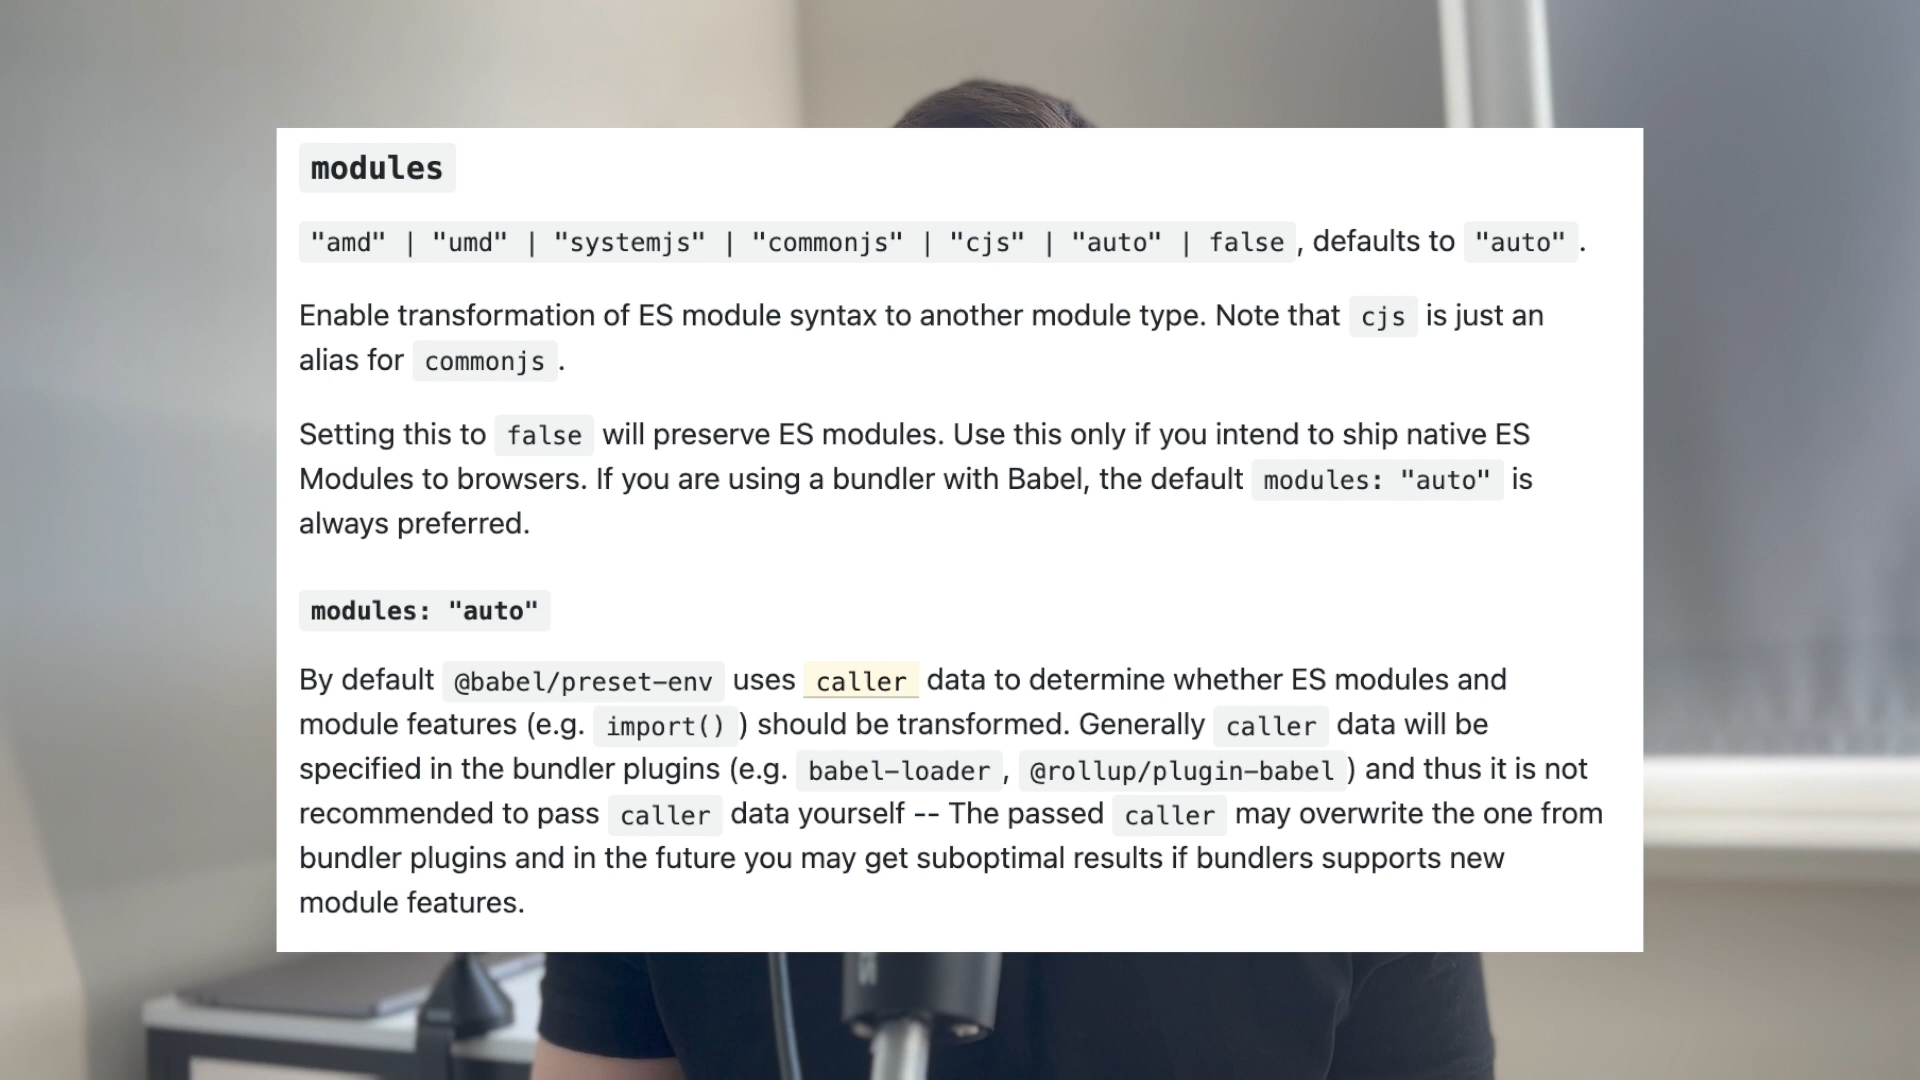 modules
"amd" | "umd" | "systemjs" | "commonjs" | "cjs" | "auto" | false, defaults to "auto".
Enable transformation of ES module syntax to another module type. Note that cjs is just an
alias for commonjs.
Setting this to false will preserve ES modules. Use this only if you intend to ship native ES
Modules to browsers. If you are using a bundler with Babel, the default modules: "auto" is
always preferred.
modules: "auto"
By default @babel/preset-env uses caller data to determine whether ES modules and
module features (e.g. import()) should be transformed. Generally caller data will be
specified in the bundler plugins (e.g. babel-loader, @rollup/plugin-babel) and thus it is not
recommended to pass caller data yourself -- The passed caller may overwrite the one from
bundler plugins and in the future you may get suboptimal results if bundlers supports new
module features.